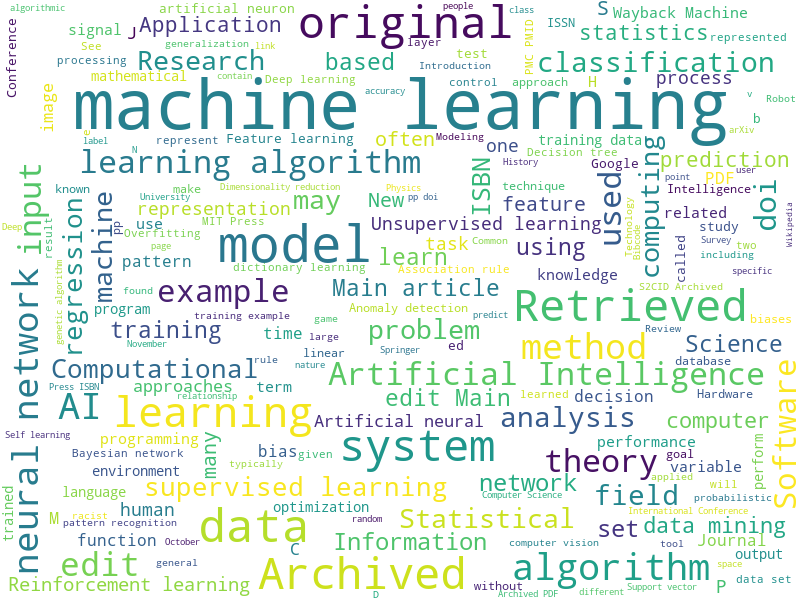 algorithmic
artificial neuron
Application
original
people
class
ISSN
S
Wayback Machine
Conference
signal
See
generalization
link
layer
Introduction
test
PMC PMID
statistics
represented
processing
Research
based
classification
mathematical
Deep learning
contain
control
approach
H
process
image
machine learning
accuracy
v
Robot
b
arXiv
e
label
represent
Feature learning
often
Modeling
one
training data
Decision tree
computing
N
learning algorithm
History
Google
prediction
user
known
University
make
Dimensionality reduction
Physics
pp doi
ISBN
technique
point
Intelligence
PDF
doi
input
result
Deep
regression
machine
pp
representation
may
New
feature
used
related
MIT Press
use
Overfitting
Unsupervised learning
Technology
Bibcode
study
Survey
two
Wikipedia
page
model
task
Common
using
called
including
pattern
dictionary learning
learn
Association rule
knowledge
specific
network
genetic algorithm
found
example
Main article
S2CID Archived
program
training example
game
Anomaly detection
predict
Retrieved
biases
November
training
time
large
problem
Review
linear
Springer
ed
method
Science
rule
nature
database
Computational
approaches
term
Artificial Intelligence
Hardware
Press ISBN
relationship
edit Main
learned
decision
Software
AI
learning
Artificial neural
analysis
computer
Self learning
programming
many
bias
given
system
performance
goal
perform
Bayesian network
theory
variable
neural
environment
typically
applied
will
trained
language
supervised learning
network
Computer Science
field
probabilistic
M
racist
human
optimization
Statistical
International Conference
pattern recognition
data
random
set
data mining
function
October
C
Information
computer vision
tool
Journal
output
edit
general
Archived
algorithm
space
data set
Reinforcement learning
D
without
Archived PDF
different
Support vector
P